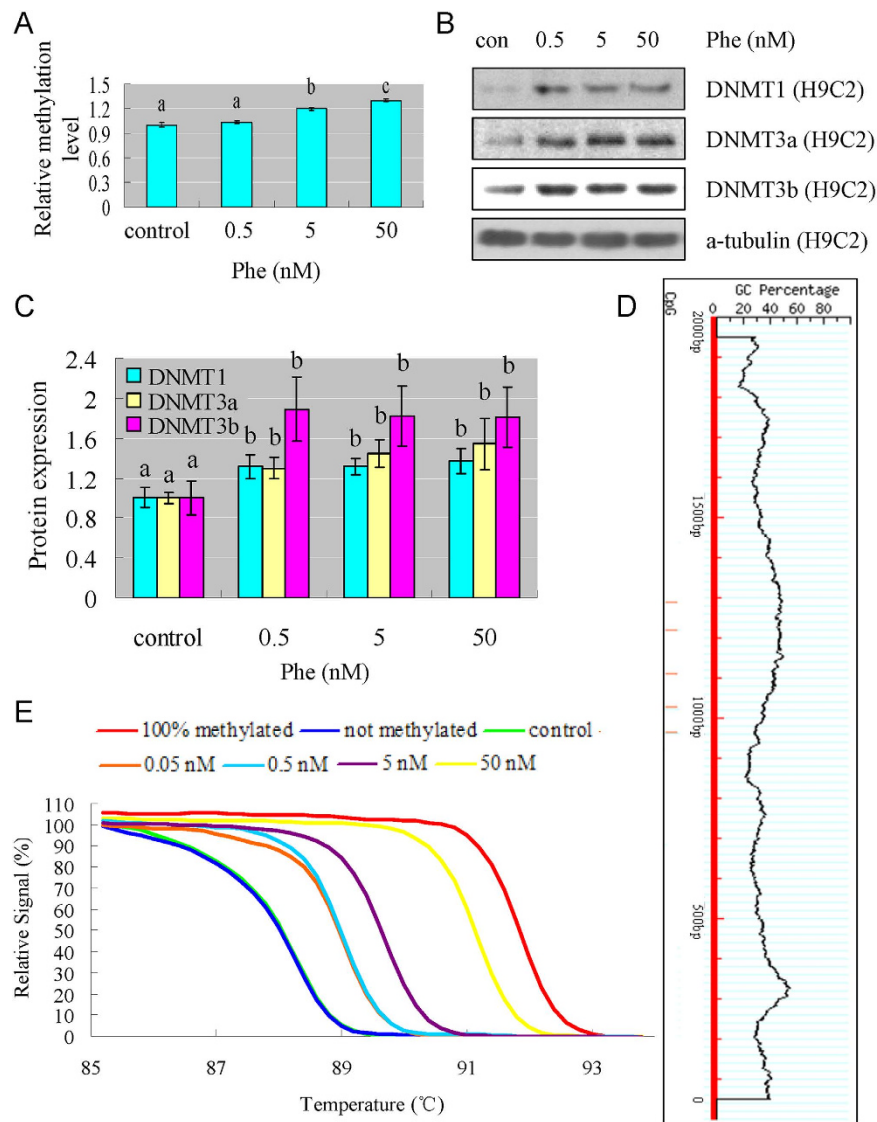 A
Relative methylation
level
1.5
1.2
0.9
0.6
0.3
0
a
a
b
c
control
0.5
5
50
Phe (nM)
B
con 0.5 5 50 Phe (nM)
DNMT1 (H9C2)
DNMT3a (H9C2)
DNMT3b (H9C2)
a-tubulin (H9C2)
C
Protein expression
2.4
2
1.6
1.2
0.8
0.4
0
DNMT1
DNMT3a
DNMT3b
a a a
b b b
b b b
b b b
control 0.5 5 50
Phe (nM)
D
CpG
GC Percentage
0 20 40 60 80
2000bp
1500bp
1000bp
500bp
0
E
100% methylated not methylated control
0.05 nM 0.5 nM 5 nM 50 nM
Relative Signal (%)
110
100
90
80
70
60
50
40
30
20
10
0
85 87 89 91 93
Temperature (℃)